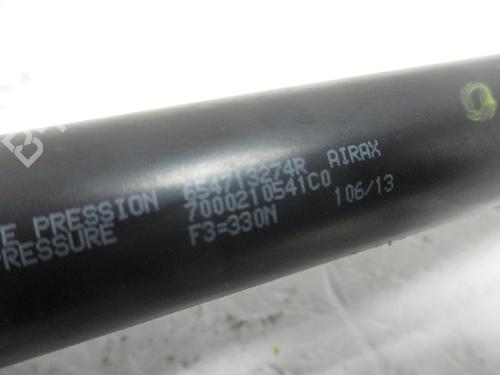 E PRESSION 654713274R AIRAX
PRESSURE 7000210541C0 106/13
F3=330N